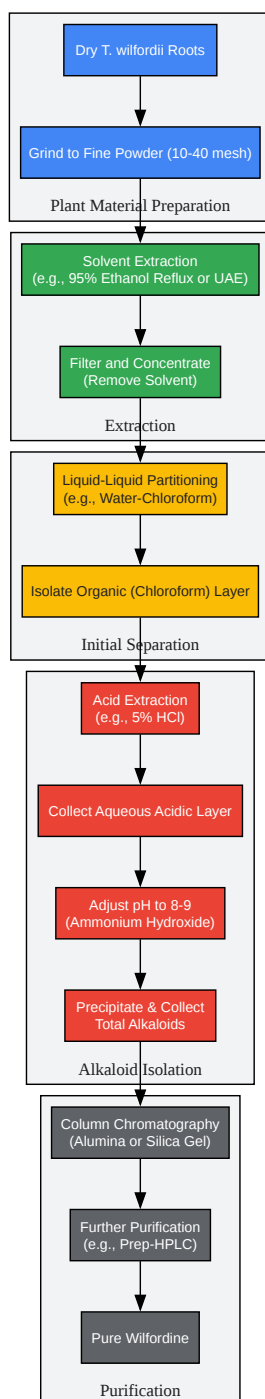 Dry T. wilfordii Roots
Grind to Fine Powder (10-40 mesh)
Plant Material Preparation
Solvent Extraction
(e.g., 95% Ethanol Reflux or UAE)
Filter and Concentrate
(Remove Solvent)
Extraction
Liquid-Liquid Partitioning
(e.g., Water-Chloroform)
Isolate Organic (Chloroform) Layer
Initial Separation
Acid Extraction
(e.g., 5% HCl)
Collect Aqueous Acidic Layer
Adjust pH to 8-9
(Ammonium Hydroxide)
Precipitate & Collect
Total Alkaloids
Alkaloid Isolation
Column Chromatography
(Alumina or Silica Gel)
Further Purification
(e.g., Prep-HPLC)
Pure Wilfordine
Purification